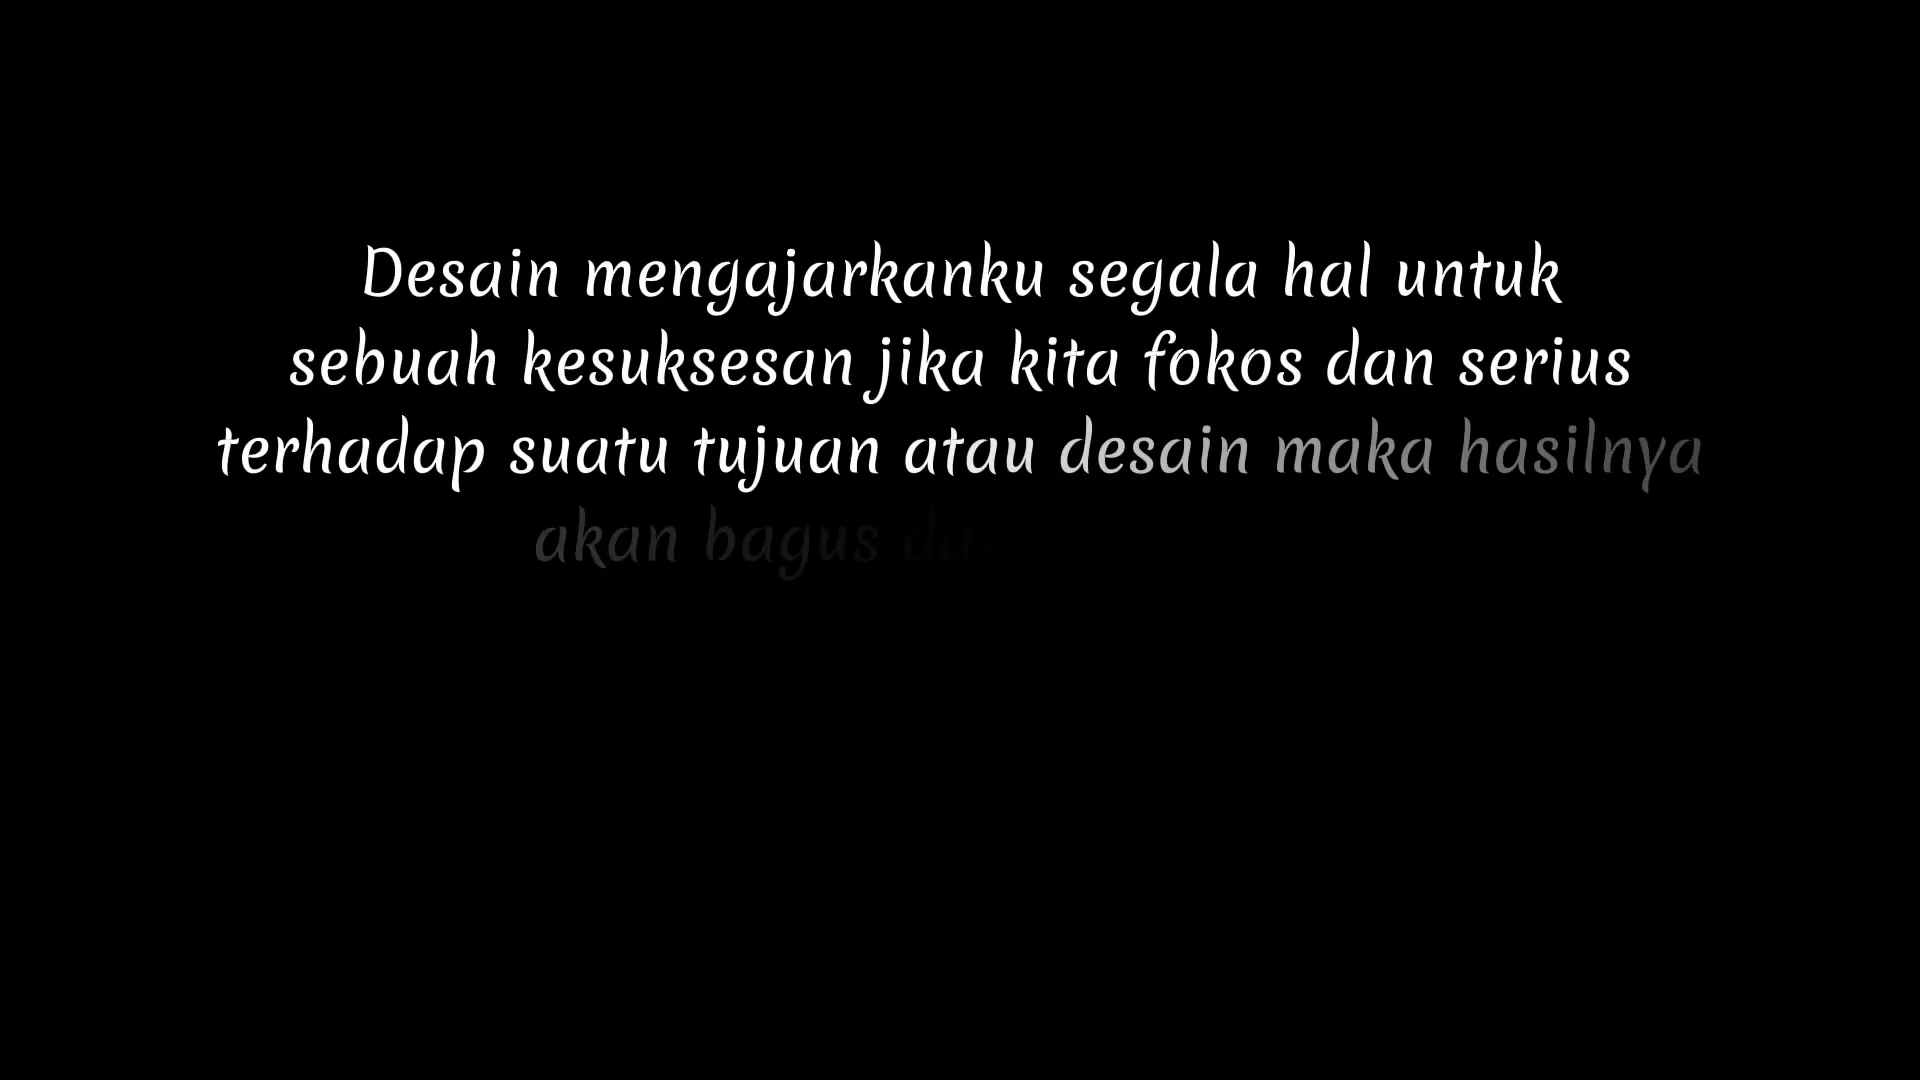 Desain mengajarkanku segala hal untuk
sebuah kesuksesan jika kita fokos dan serius
terhadap suatu tujuan atau desain maka hasilnya
akan bagus